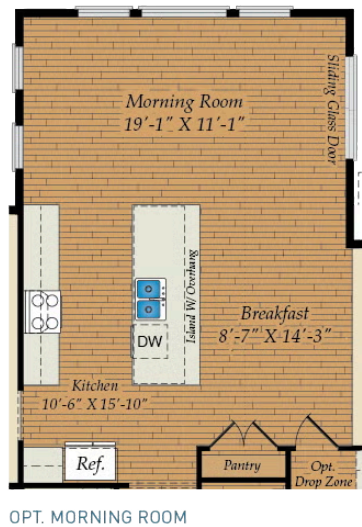 Morning Room
19'-1" X 11'-1"
Sliding Glass Door
Island W/ Overhang
Breakfast
8'-7" X 14'-3"
DW
Kitchen
10'-6" X 15'-10"
Ref.
Pantry
Opt.
Drop Zone
OPT. MORNING ROOM